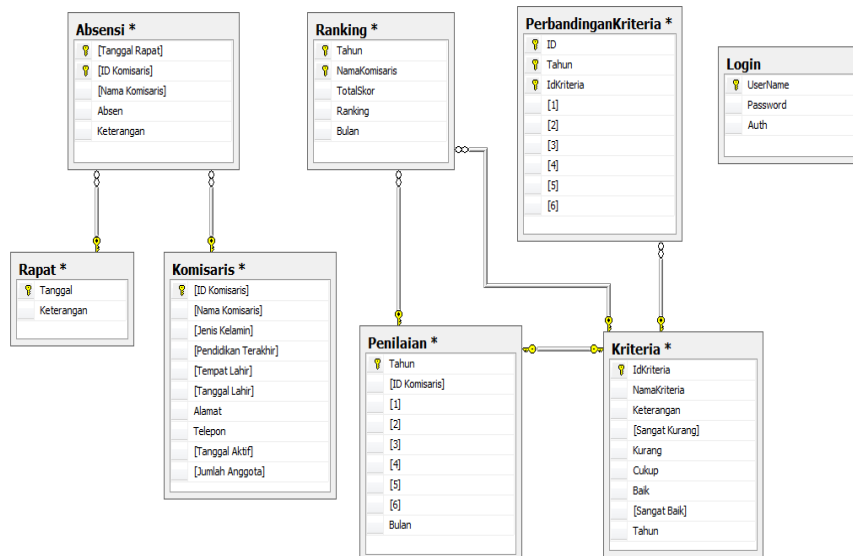 Absensi *
[Tanggal Rapat]
[ID Komisaris]
[Nama Komisaris]
Absen
Keterangan
Ranking *
Tahun
NamaKomisaris
TotalSkor
Ranking
Bulan
PerbandinganKriteria *
ID
Tahun
IdKriteria
[1]
[2]
[3]
[4]
[5]
[6]
Login
UserName
Password
Auth
Rapat *
Tanggal
Keterangan
Komisaris *
[ID Komisaris]
[Nama Komisaris]
[Jenis Kelamin]
[Pendidikan Terakhir]
[Tempat Lahir]
[Tanggal Lahir]
Alamat
Telepon
[Tanggal Aktif]
[Jumlah Anggota]
Penilaian *
Tahun
[ID Komisaris]
[1]
[2]
[3]
[4]
[5]
[6]
Bulan
Kriteria *
IdKriteria
NamaKriteria
Keterangan
[Sangat Kurang]
Kurang
Cukup
Baik
[Sangat Baik]
Tahun